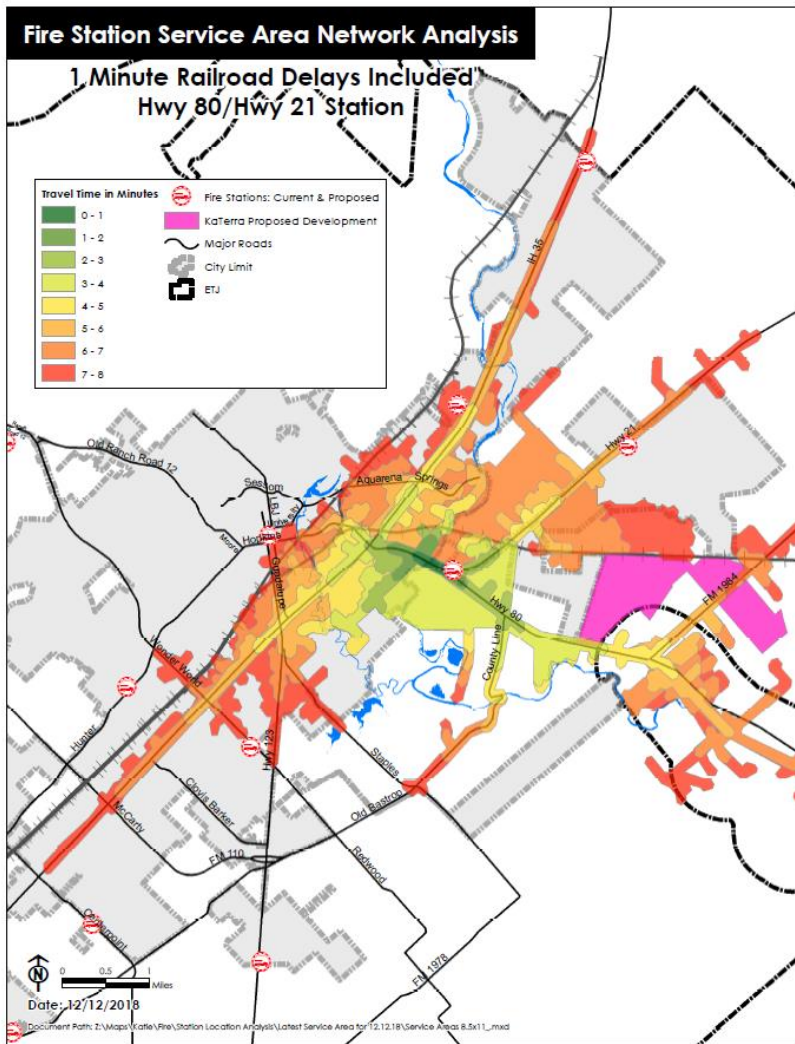 Fire Station Service Area Network Analysis
1 Minute Railroad Delays Included
Hwy 80/Hwy 21 Station
Travel Time in Minutes
0 - 1
1 - 2
2 - 3
3 - 4
4 - 5
5 - 6
6 - 7
7 - 8
Fire Stations: Current & Proposed
KaTerra Proposed Development
Major Roads
City Limit
ETJ
IH 35
Hwy 21
Old Ranch Road 12
Sessom
Aquarena Springs
LBJ
Moore
Hopkins
Guadalupe
FM 1984
Hwy 80
County Line
Wonder World
Hunter
Hwy 123
Staples
Clovis Barker
Old Bastrop
McCarty
FM 110
Redwood
Centerpoint
FM 1978
N
0 0.5 1
Miles
Date: 12/12/2018
Document Path: Z:\Maps\Katie\Fire\Station Location Analysis\Latest Service Area for 12.12.18\Service Areas 8.5x11_.mxd